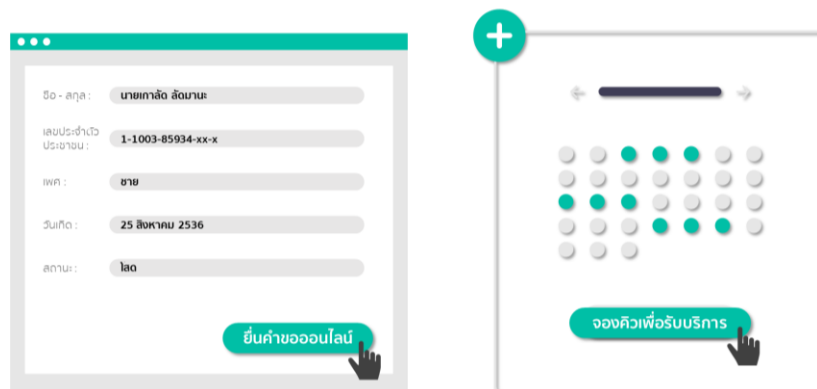 ชื่อ - สกุล : นายเกาลัด ลัดมานะ
เลขประจำตัว
ประชาชน : 1-1003-85934-xx-x
เพศ : ชาย
วันเกิด : 25 สิงหาคม 2536
สถานะ : โสด
ยื่นคำขอออนไลน์
จองคิวเพื่อรับบริการ